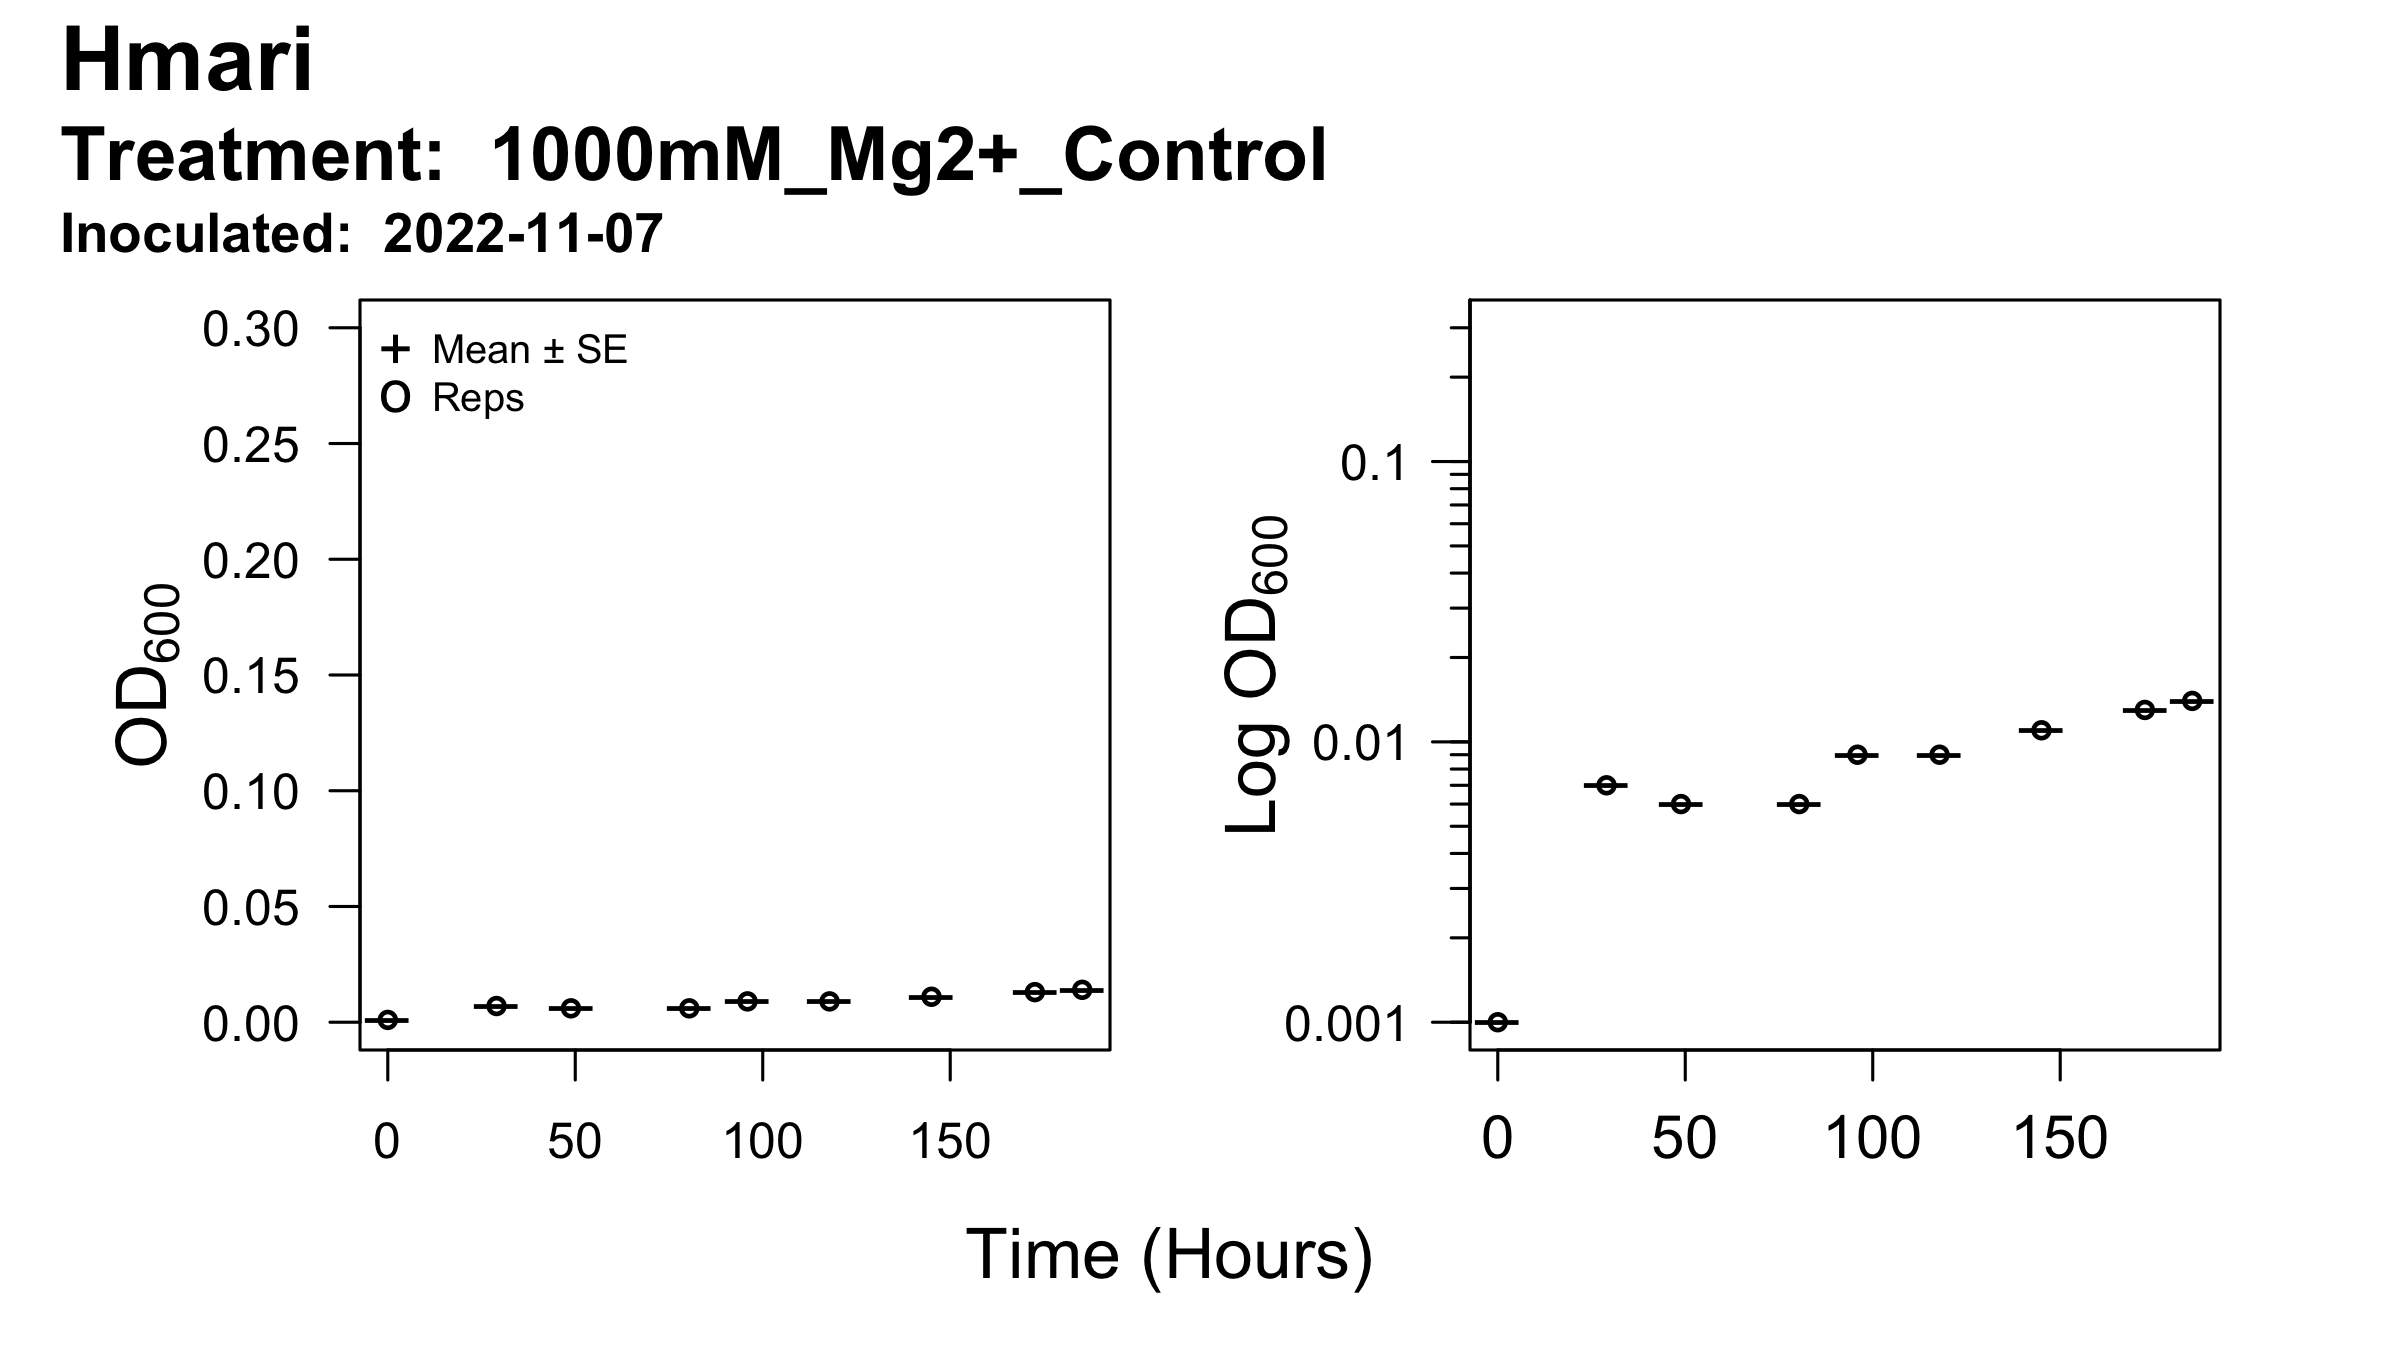 Hmari
Treatment:  1000mM_Mg2+_Control
Inoculated:  2022-11-07
OD600
0.30
0.25
0.20
0.15
0.10
0.05
0.00
+ Mean ± SE
O Reps
0 50 100 150
Log OD600
0.1
0.01
0.001
0 50 100 150
Time (Hours)